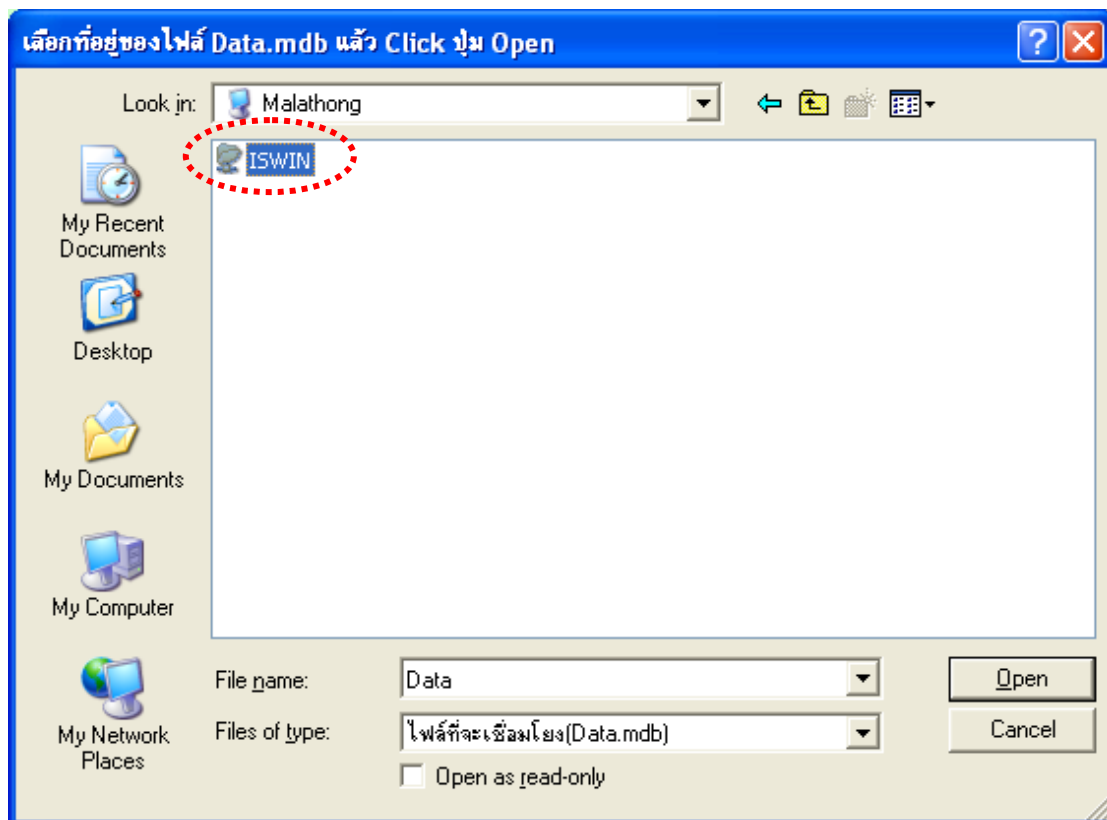 เลือกที่อยู่ของไฟล์ Data.mdb แล้ว Click ปุ่ม Open
Look in:
Malathong
ISWIN
My Recent
Documents
Desktop
My Documents
My Computer
My Network
Places
File name:
Data
Open
Files of type:
ไฟล์ที่จะเชื่อมโยง(Data.mdb)
Cancel
Open as read-only